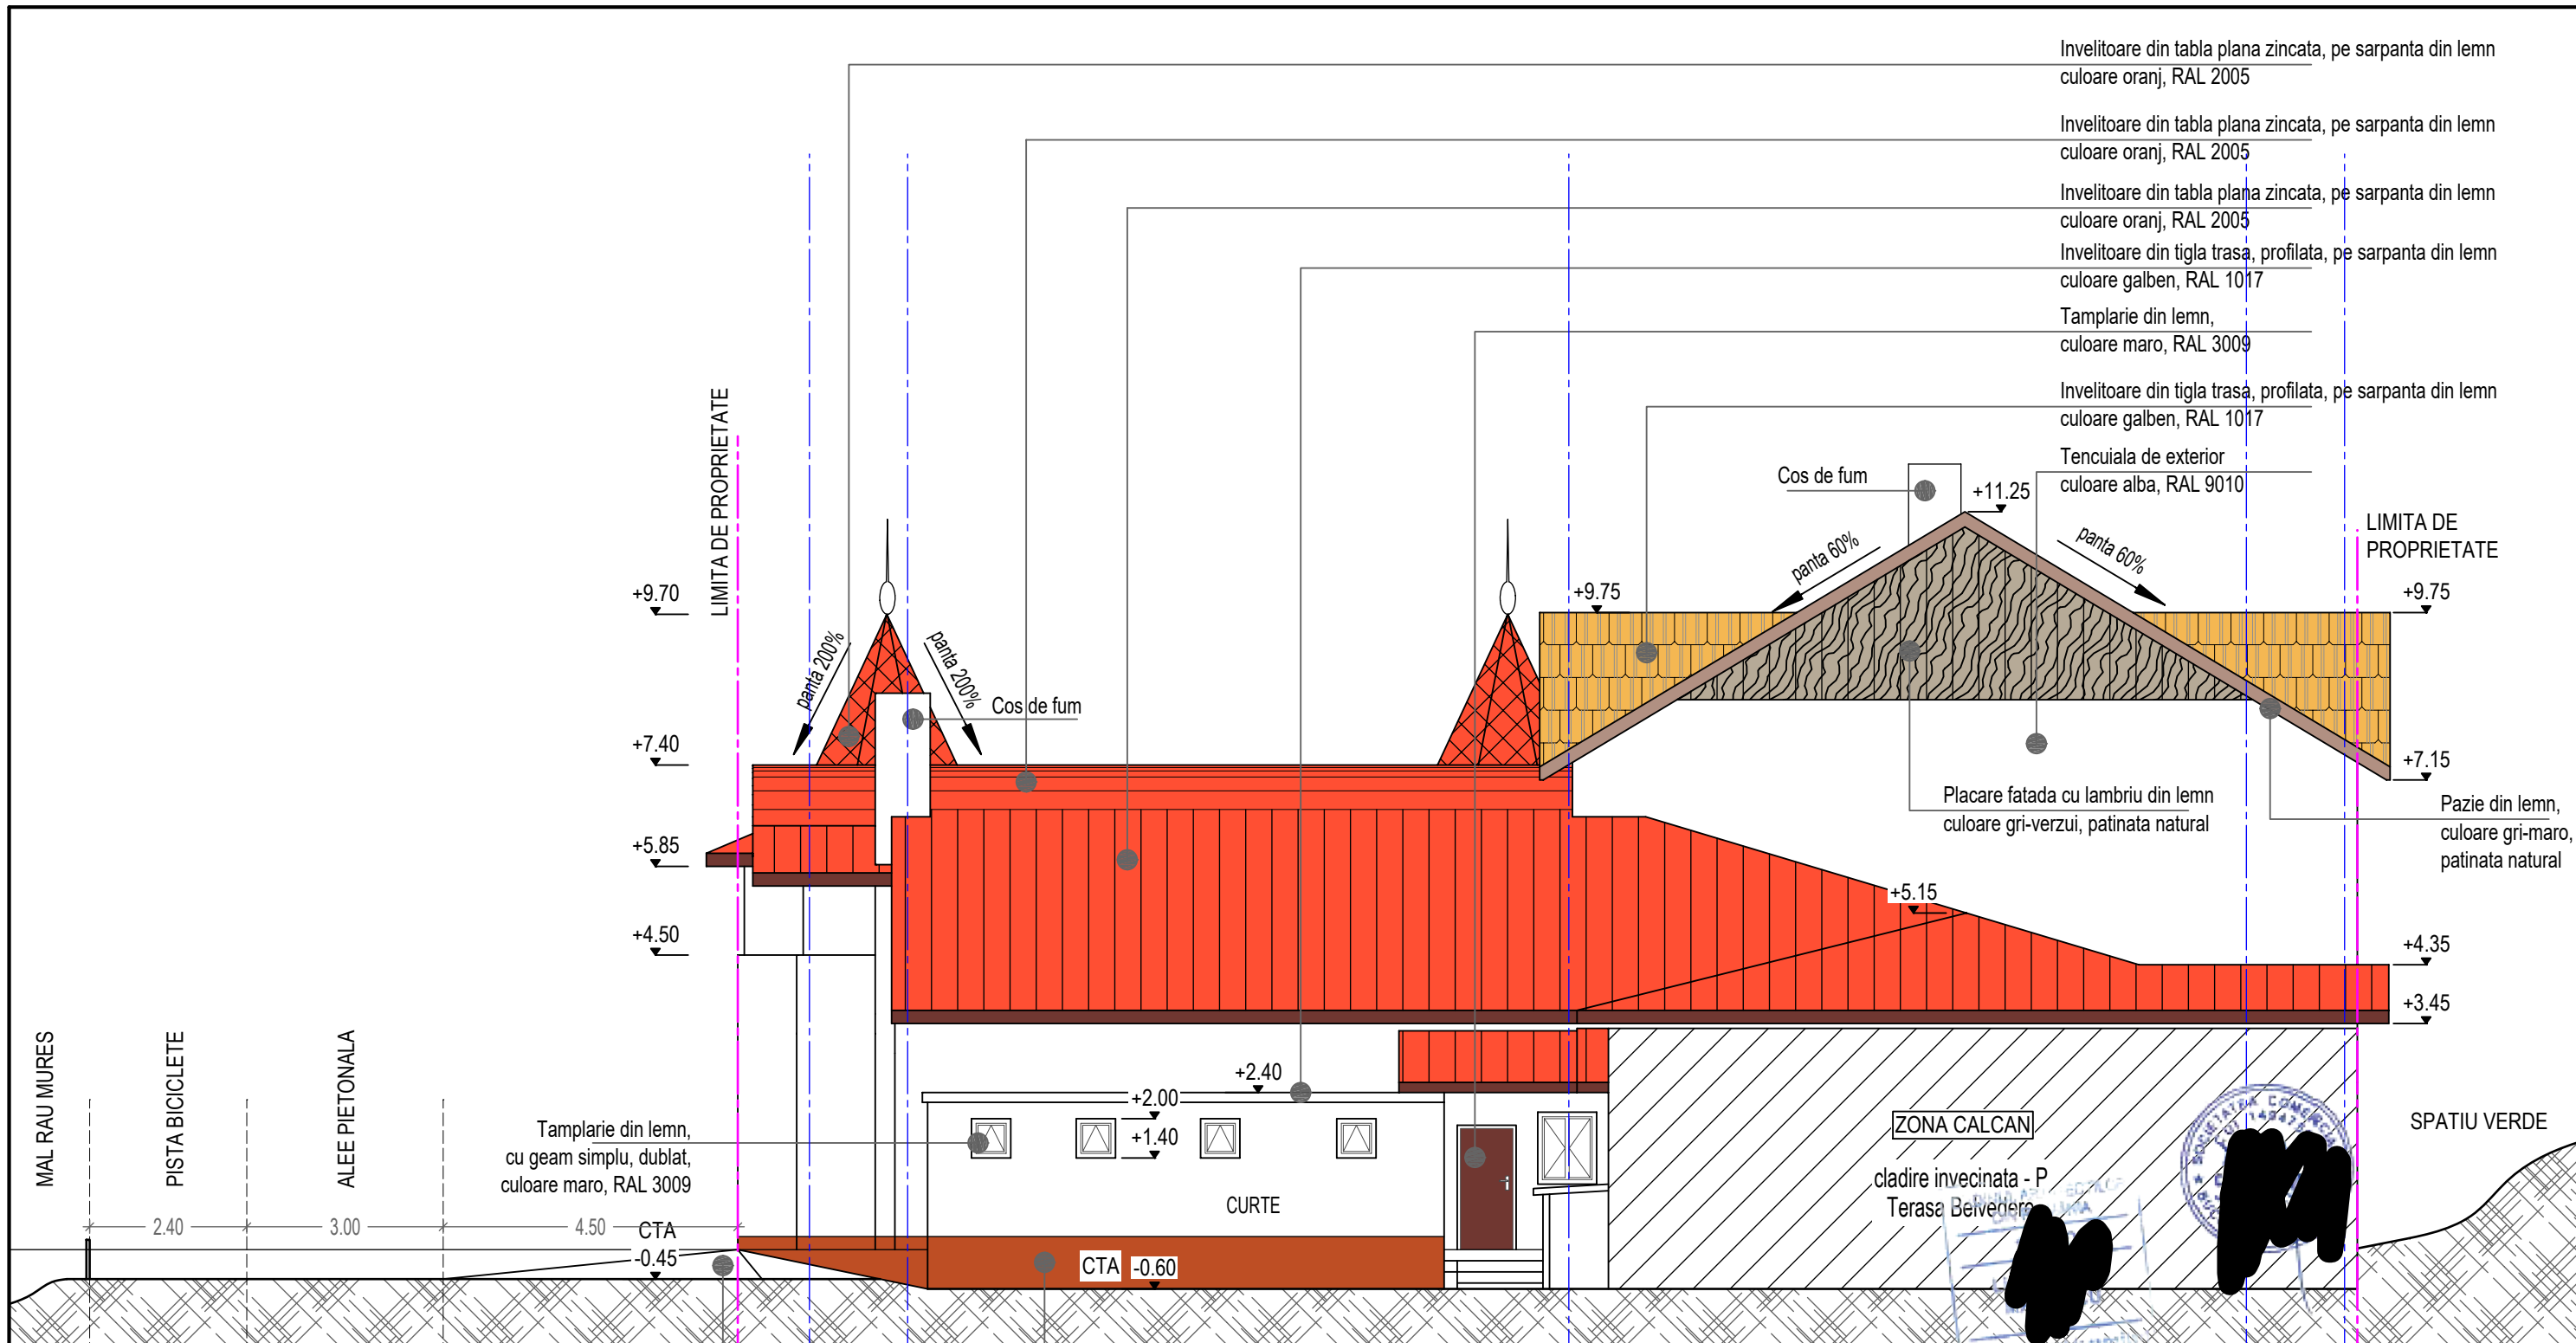 Invelitoare din tabla plana zincata, pe sarpanta din lemn
culoare oranj, RAL 2005
Invelitoare din tabla plana zincata, pe sarpanta din lemn
culoare oranj, RAL 2005
Invelitoare din tabla plana zincata, pe sarpanta din lemn
culoare oranj, RAL 2005
Invelitoare din tigla trasa, profilata, pe sarpanta din lemn
culoare galben, RAL 1017
Tamplarie din lemn,
culoare maro, RAL 3009
Invelitoare din tigla trasa, profilata, pe sarpanta din lemn
culoare galben, RAL 1017
Tencuiala de exterior
culoare alba, RAL 9010
Cos de fum
+11.25
LIMITA DE PROPRIETATE
LIMITA DE
PROPRIETATE
panta 60%
panta 60%
+9.70
+9.75
+9.75
panta 200%
panta 200%
Cos de fum
+7.40
+7.15
Placare fatada cu lambriu din lemn
culoare gri-verzui, patinata natural
Pazie din lemn,
culoare gri-maro,
patinata natural
+5.85
+5.15
+4.50
+4.35
+3.45
MAL RAU MURES
PISTA BICICLETE
ALEE PIETONALA
+2.40
+2.00
+1.40
Tamplarie din lemn,
cu geam simplu, dublat,
culoare maro, RAL 3009
ZONA CALCAN
SPATIU VERDE
cladire invecinata - P
Terasa Belvedere
CURTE
2.40
3.00
4.50
CTA
-0.45
CTA
-0.60
SOCIETATEA